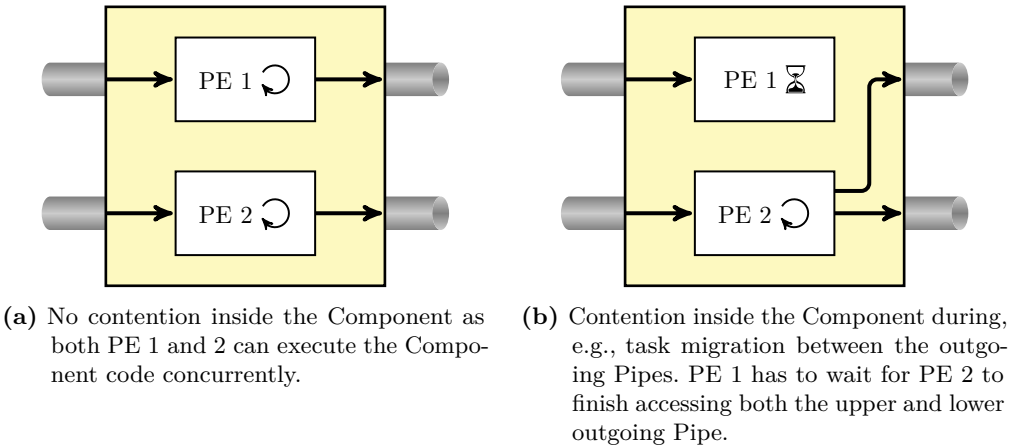 PE 1
PE 2
PE 1
PE 2
(a) No contention inside the Component as
both PE 1 and 2 can execute the Compo-
nent code concurrently.
(b) Contention inside the Component during,
e.g., task migration between the outgo-
ing Pipes. PE 1 has to wait for PE 2 to
finish accessing both the upper and lower
outgoing Pipe.